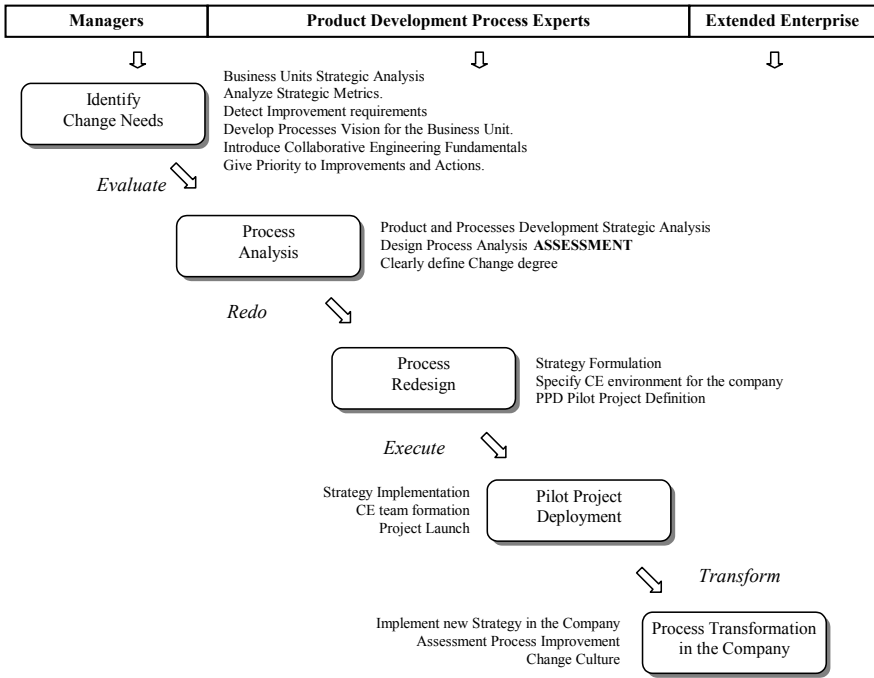 Managers
Product Development Process Experts
Extended Enterprise
Identify
Change Needs
Business Units Strategic Analysis
Analyze Strategic Metrics.
Detect Improvement requirements
Develop Processes Vision for the Business Unit.
Introduce Collaborative Engineering Fundamentals
Give Priority to Improvements and Actions.
Evaluate
Process
Analysis
Product and Processes Development Strategic Analysis
Design Process Analysis ASSESSMENT
Clearly define Change degree
Redo
Process
Redesign
Strategy Formulation
Specify CE environment for the company
PPD Pilot Project Definition
Execute
Strategy Implementation
CE team formation
Project Launch
Pilot Project
Deployment
Transform
Implement new Strategy in the Company
Assessment Process Improvement
Change Culture
Process Transformation
in the Company